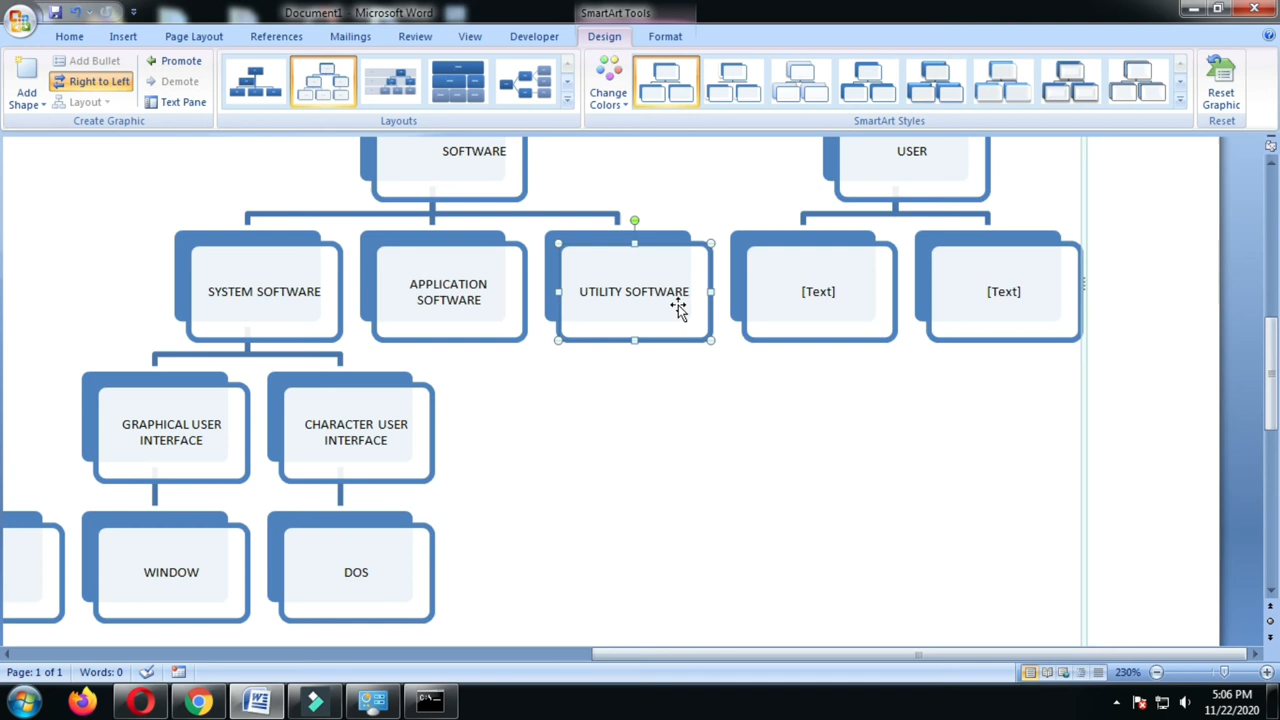 Document1 - Microsoft Word
SmartArt Tools
Home
Insert
Page Layout
References
Mailings
Review
View
Developer
Design
Format
Add
Shape
Add Bullet
Right to Left
Layout
Promote
Demote
Text Pane
Create Graphic
Layouts
Change
Colors
SmartArt Styles
Reset
Graphic
Reset
SOFTWARE
USER
SYSTEM SOFTWARE
APPLICATION
SOFTWARE
UTILITY SOFTWARE
[Text]
[Text]
GRAPHICAL USER
INTERFACE
CHARACTER USER
INTERFACE
WINDOW
DOS
Page: 1 of 1
Words: 0
230%
5:06 PM
11/22/2020